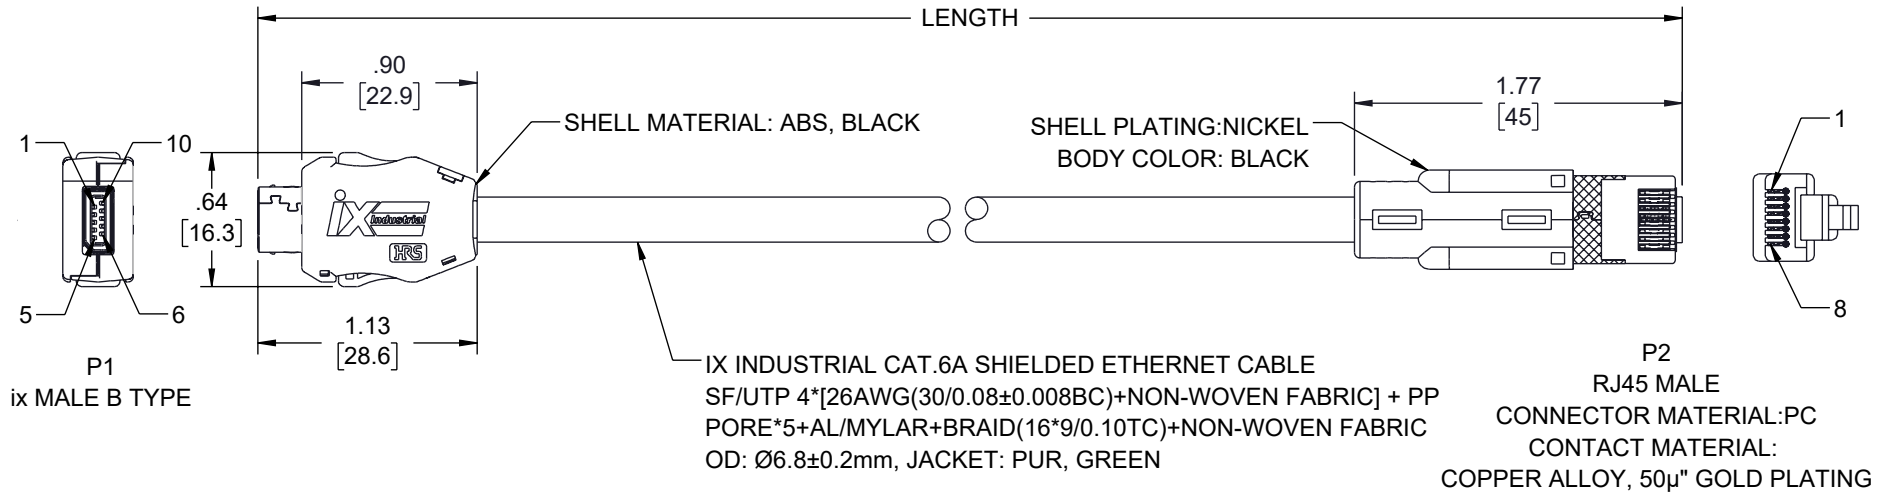 LENGTH
.90
[22.9]
1.77
[45]
SHELL MATERIAL: ABS, BLACK
SHELL PLATING:NICKEL
BODY COLOR: BLACK
1
10
.64
[16.3]
ix Industrial
HRS
1
5
6
8
1.13
[28.6]
P1
ix MALE B TYPE
IX INDUSTRIAL CAT.6A SHIELDED ETHERNET CABLE
SF/UTP 4*[26AWG(30/0.08±0.008BC)+NON-WOVEN FABRIC] + PP
PORE*5+AL/MYLAR+BRAID(16*9/0.10TC)+NON-WOVEN FABRIC
OD: Ø6.8±0.2mm, JACKET: PUR, GREEN
P2
RJ45 MALE
CONNECTOR MATERIAL:PC
CONTACT MATERIAL:
COPPER ALLOY, 50µ" GOLD PLATING